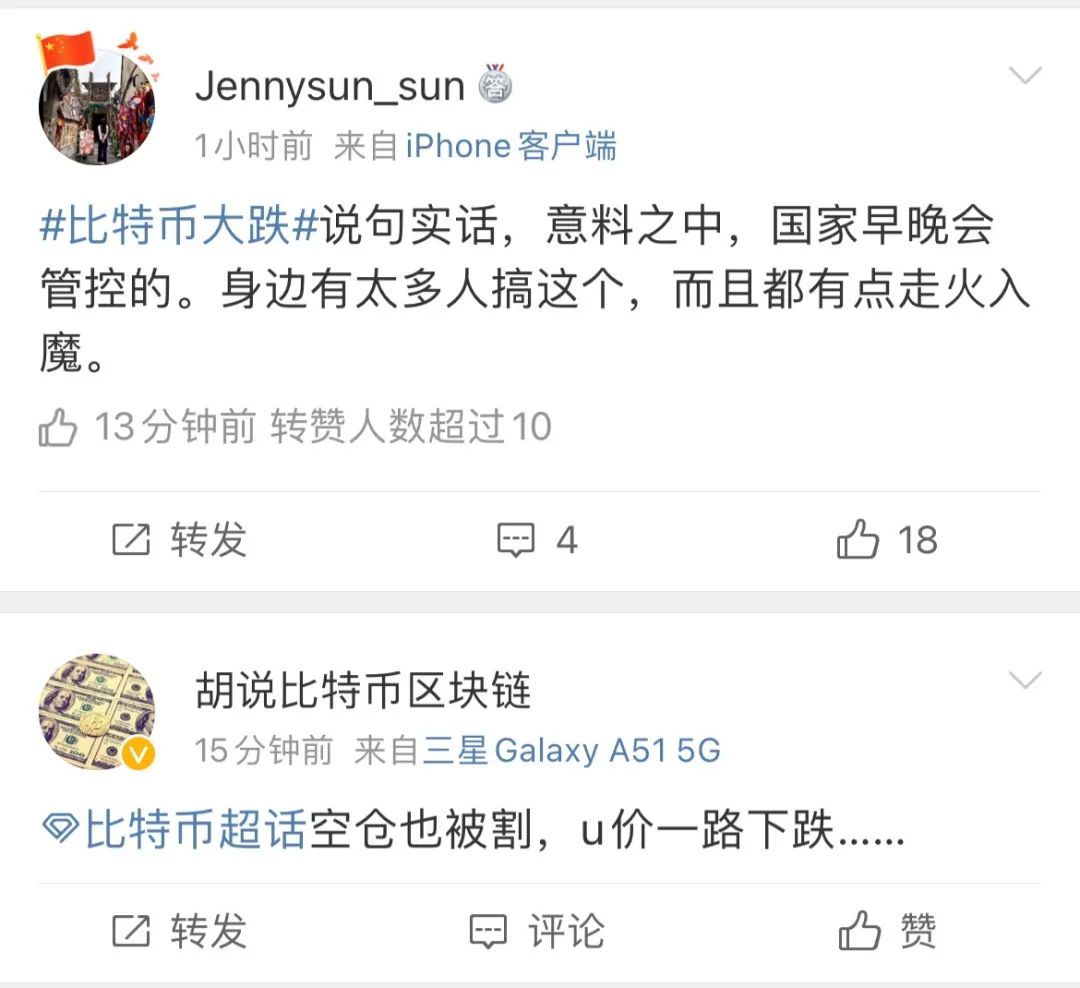 Jennysun_sun 答
1小时前 来自 iPhone客户端
#比特币大跌#说句实话，意料之中，国家早晚会
管控的。身边有太多人搞这个，而且都有点走火入
魔。
13分钟前 转赞人数超过10
转发 4 18
胡说比特币区块链
15分钟前 来自三星Galaxy A51 5G
比特币超话空仓也被割，u价一路下跌……
转发 评论 赞